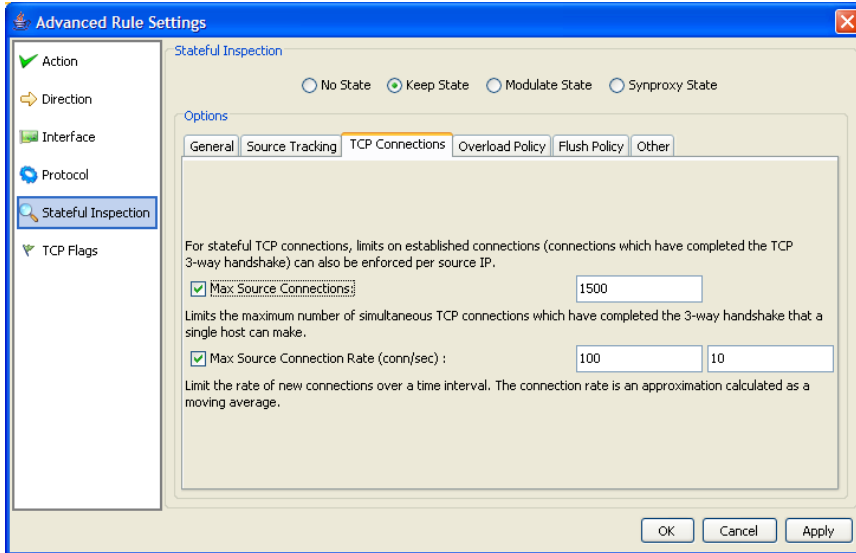 Advanced Rule Settings
Action
Direction
Interface
Protocol
Stateful Inspection
TCP Flags
Stateful Inspection
No State Keep State Modulate State Synproxy State
Options
General Source Tracking TCP Connections Overload Policy Flush Policy Other
For stateful TCP connections, limits on established connections (connections which have completed the TCP
3-way handshake) can also be enforced per source IP.
Max Source Connections: 1500
Limits the maximum number of simultaneous TCP connections which have completed the 3-way handshake that a
single host can make.
Max Source Connection Rate (conn/sec) : 100 10
Limit the rate of new connections over a time interval. The connection rate is an approximation calculated as a
moving average.
OK Cancel Apply